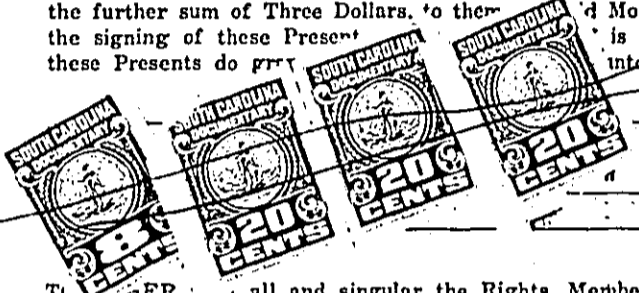 the further sum of Three Dollars, to them
the signing of these is
these Presents do
SOUTH CAROLINA
DOCUMENTARY
8
CENTS
SOUTH CAROLINA
DOCUMENTARY
20
CENTS
SOUTH CAROLINA
DOCUMENTARY
20
CENTS
SOUTH CAROLINA
DOCUMENTARY
20
CENTS
all and singular the Rights,